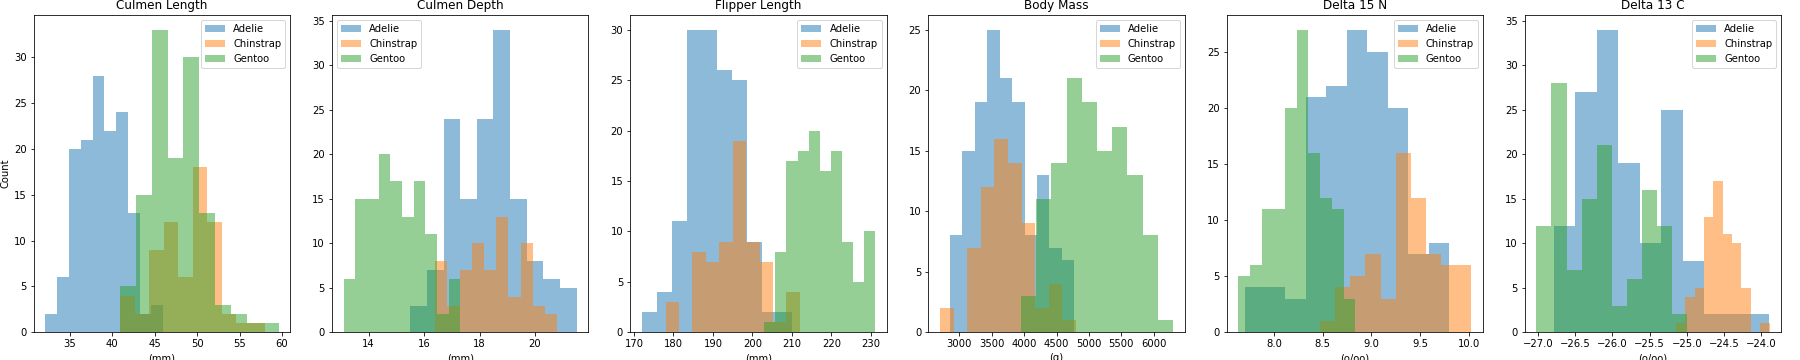 Culmen Length
Adelie
Chinstrap
Gentoo
Count
0
5
10
15
20
25
30
35
40
45
50
55
60
(mm)
Culmen Depth
Adelie
Chinstrap
Gentoo
0
5
10
15
20
25
30
35
14
16
18
20
(mm)
Flipper Length
Adelie
Chinstrap
Gentoo
0
5
10
15
20
25
30
170
180
190
200
210
220
230
(mm)
Body Mass
Adelie
Chinstrap
Gentoo
0
5
10
15
20
25
3000
3500
4000
4500
5000
5500
6000
(g)
Delta 15 N
Adelie
Chinstrap
Gentoo
0
5
10
15
20
25
8.0
8.5
9.0
9.5
10.0
(o/oo)
Delta 13 C
Adelie
Chinstrap
Gentoo
0
5
10
15
20
25
30
35
−27.0
−26.5
−26.0
−25.5
−25.0
−24.5
−24.0
(o/oo)